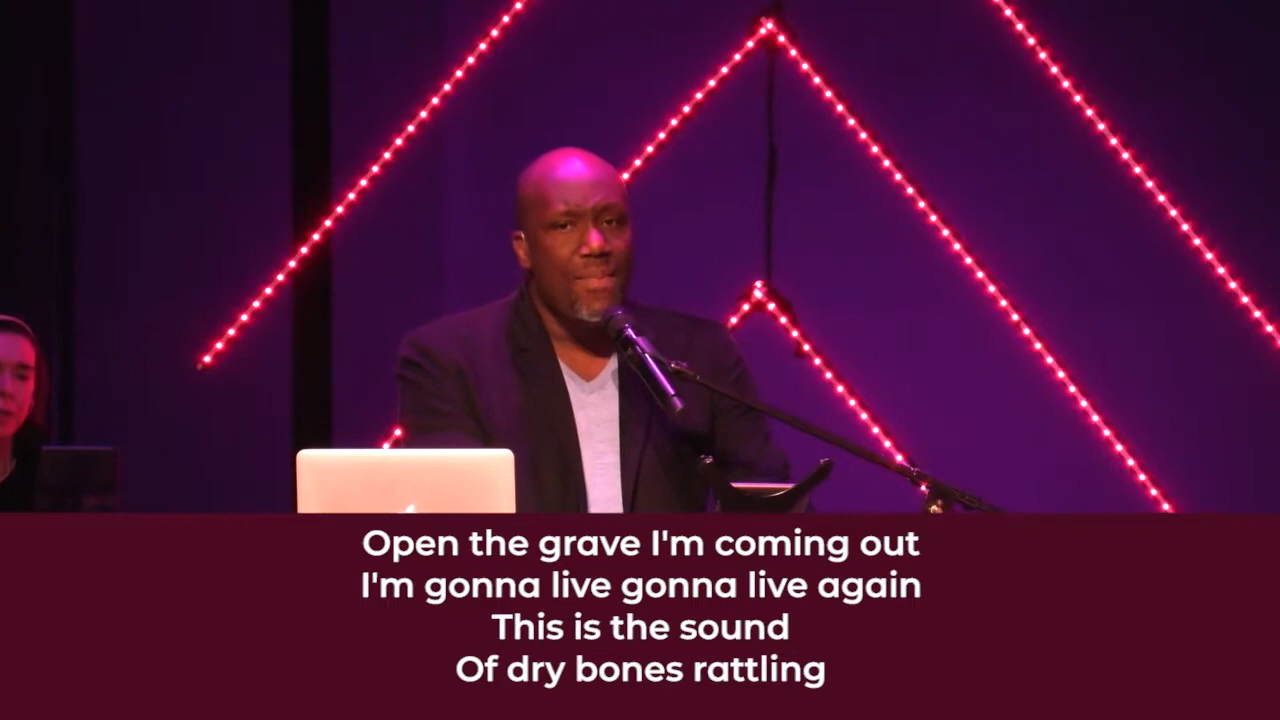 Open the grave I'm coming out
I'm gonna live gonna live again
This is the sound
Of dry bones rattling